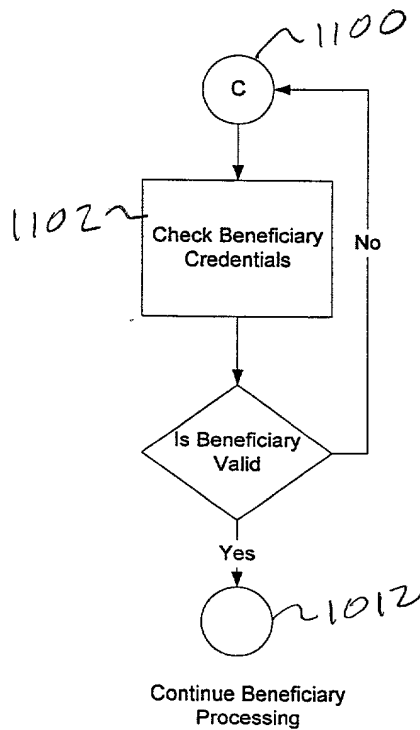 1100
C
1102
Check Beneficiary
Credentials
No
Is Beneficiary
Valid
Yes
1012
Continue Beneficiary
Processing